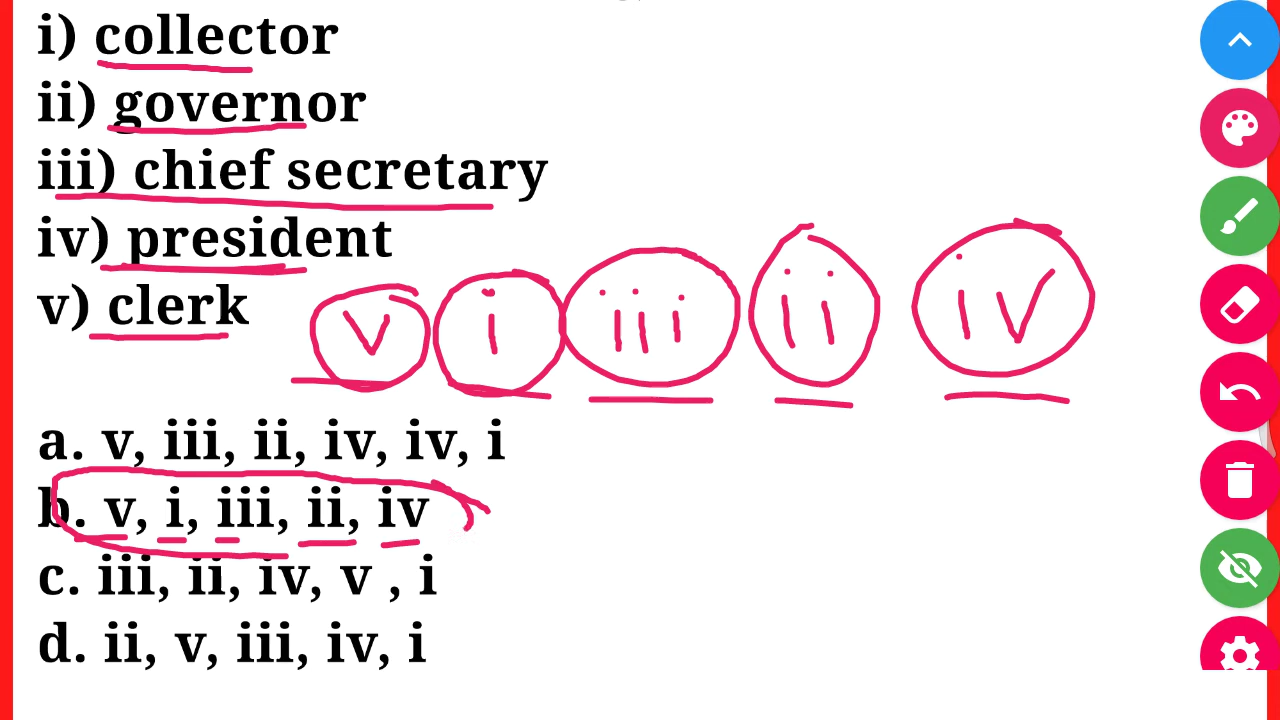 i) collector
ii) governor
iii) chief secretary
iv) president
v) clerk
v i iii ii iv
a. v, iii, ii, iv, iv, i
b. v, i, iii, ii, iv
c. iii, ii, iv, v , i
d. ii, v, iii, iv, i